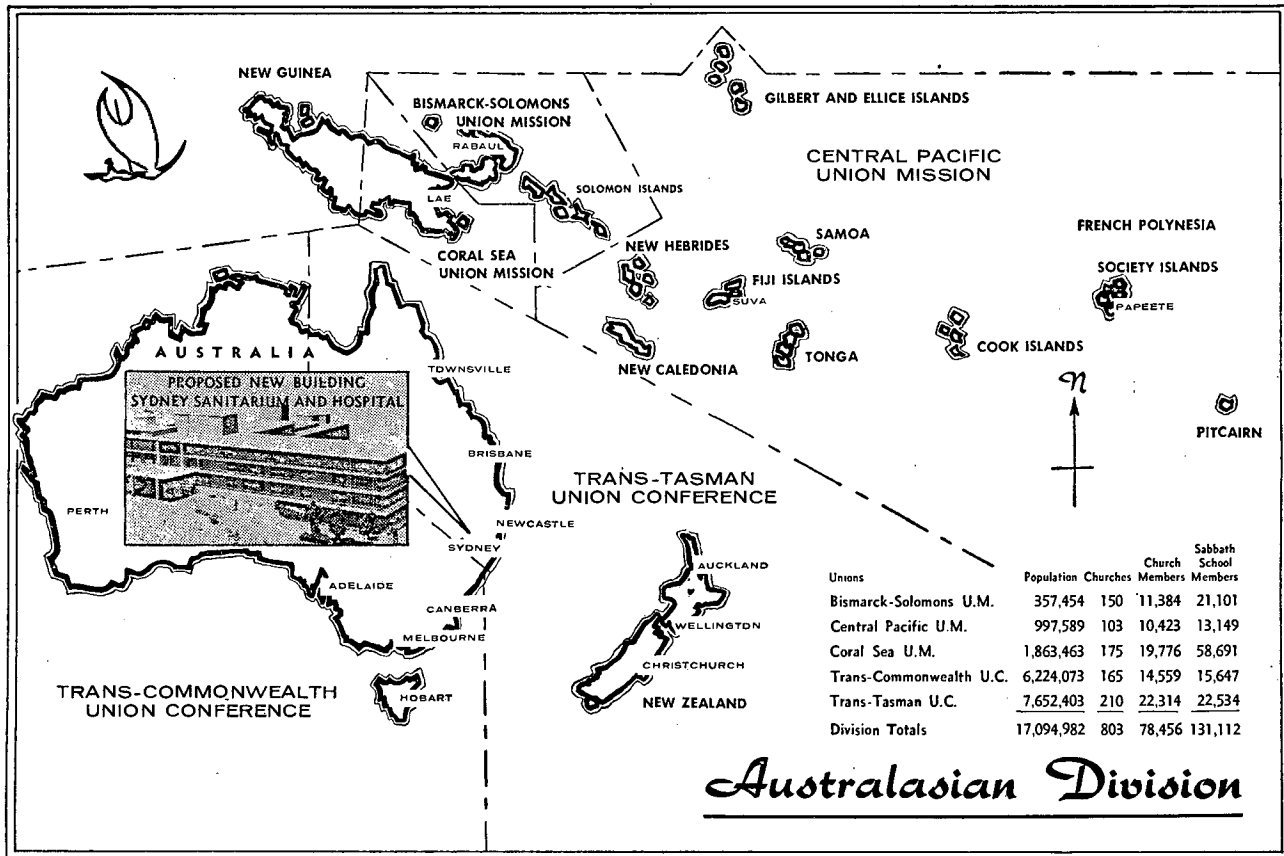 NEW GUINEA
BISMARCK-SOLOMONS
UNION MISSION
RABAUL
LAE
SOLOMON ISLANDS
CORAL SEA
UNION MISSION
GILBERT AND ELLICE ISLANDS
CENTRAL PACIFIC
UNION MISSION
NEW HEBRIDES
SAMOA
FIJI ISLANDS
SUVA
FRENCH POLYNESIA
SOCIETY ISLANDS
PAPEETE
NEW CALEDONIA
TONGA
COOK ISLANDS
n
PITCAIRN
AUSTRALIA
PROPOSED NEW BUILDING
SYDNEY SANITARIUM AND HOSPITAL
TOWNSVILLE
BRISBANE
PERTH
NEWCASTLE
SYDNEY
ADELAIDE
CANBERRA
MELBOURNE
HOBART
TRANS-COMMONWEALTH
UNION CONFERENCE
TRANS-TASMAN
UNION CONFERENCE
AUCKLAND
WELLINGTON
CHRISTCHURCH
NEW ZEALAND
Unions Population Churches Church Members Sabbath School Members
Bismarck-Solomons U.M. 357,454 150 11,384 21,101
Central Pacific U.M. 997,589 103 10,423 13,149
Coral Sea U.M. 1,863,463 175 19,776 58,691
Trans-Commonwealth U.C. 6,224,073 165 14,559 15,647
Trans-Tasman U.C. 7,652,403 210 22,314 22,534
Division Totals 17,094,982 803 78,456 131,112
Australasian Division